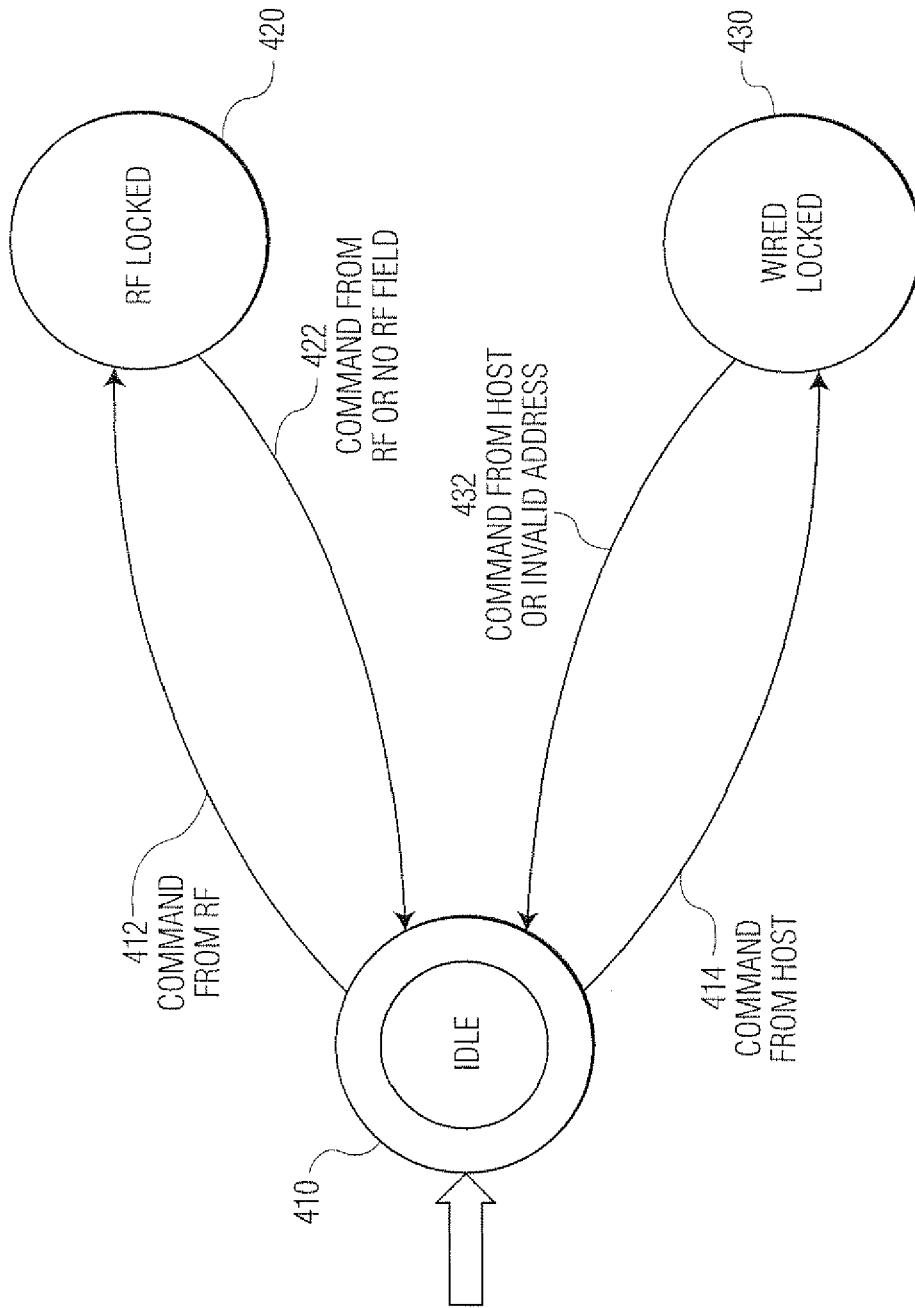 420
RF LOCKED
412
COMMAND
FROM RF
422
COMMAND FROM
RF OR NO RF FIELD
410
IDLE
432
COMMAND FROM HOST
OR INVALID ADDRESS
414
COMMAND
FROM HOST
430
WIRED
LOCKED